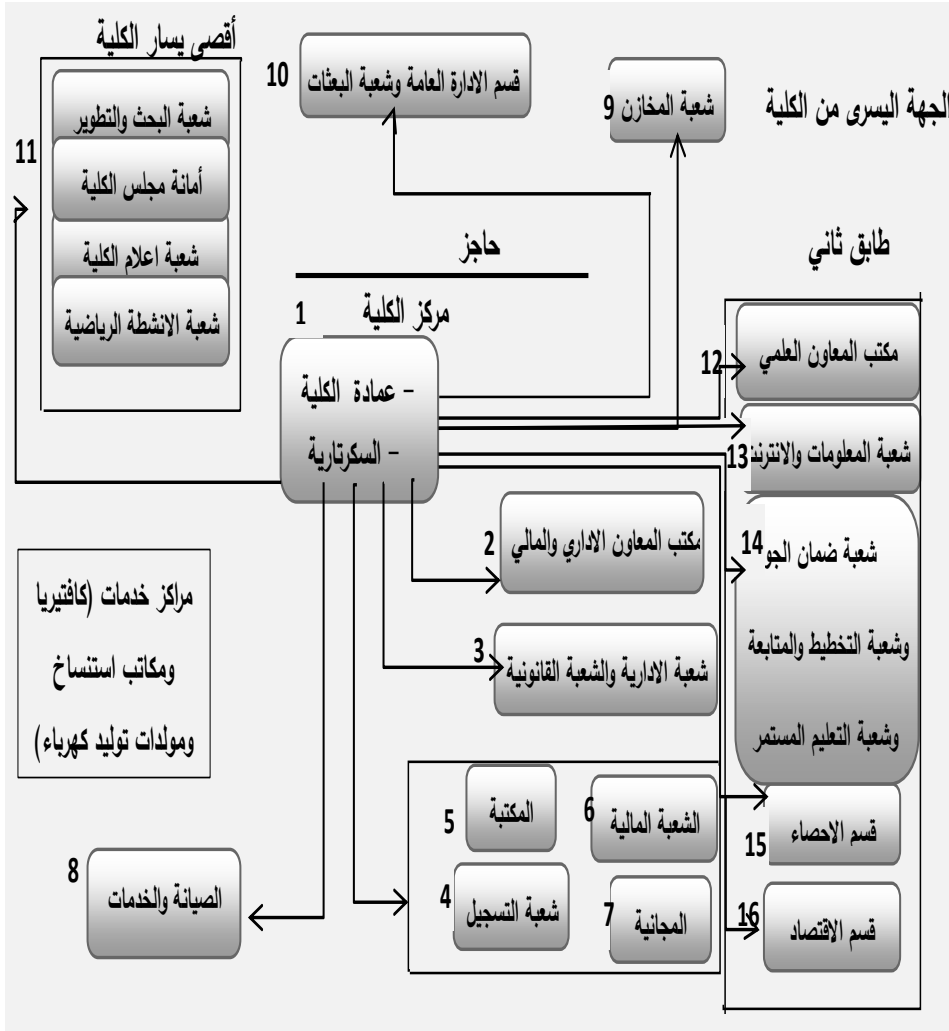 أقصى يسار الكلية
11
شعبة البحث والتطوير
أمانة مجلس الكلية
شعبة اعلام الكلية
شعبة الانشطة الرياضية
10
قسم الادارة العامة وشعبة البعثات
9
شعبة المخازن
الجهة اليسرى من الكلية
حاجز
طابق ثاني
1
مركز الكلية
– عمادة الكلية
– السكرتارية
12
مكتب المعاون العلمي
13
شعبة المعلومات والانترنت
14
شعبة ضمان الجو
وشعبة التخطيط والمتابعة
وشعبة التعليم المستمر
15
قسم الاحصاء
16
قسم الاقتصاد
2
مكتب المعاون الاداري والمالي
3
شعبة الادارية والشعبة القانونية
5
المكتبة
6
الشعبة المالية
4
شعبة التسجيل
7
المجانية
8
الصيانة والخدمات
مراكز خدمات (كافتيريا
ومكاتب استنساخ
ومولدات توليد كهرباء)